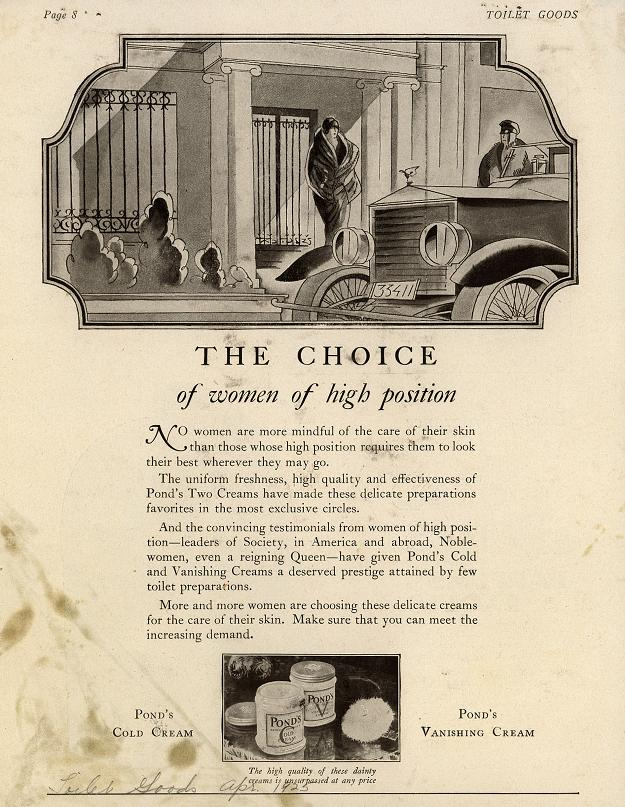 Page 8
TOILET GOODS
35411
THE CHOICE
of women of high position
NO women are more mindful of the care of their skin
than those whose high position requires them to look
their best wherever they may go.
The uniform freshness, high quality and effectiveness of
Pond's Two Creams have made these delicate preparations
favorites in the most exclusive circles.
And the convincing testimonials from women of high posi-
tion—leaders of Society, in America and abroad, Noble-
women, even a reigning Queen—have given Pond's Cold
and Vanishing Creams a deserved prestige attained by few
toilet preparations.
More and more women are choosing these delicate creams
for the care of their skin. Make sure that you can meet the
increasing demand.
POND'S
COLD CREAM
POND'S
COLD
CREAM
POND'S
V
POND'S
VANISHING CREAM
The high quality of these dainty
creams is unsurpassed at any price
Toilet Goods Apr. 1925